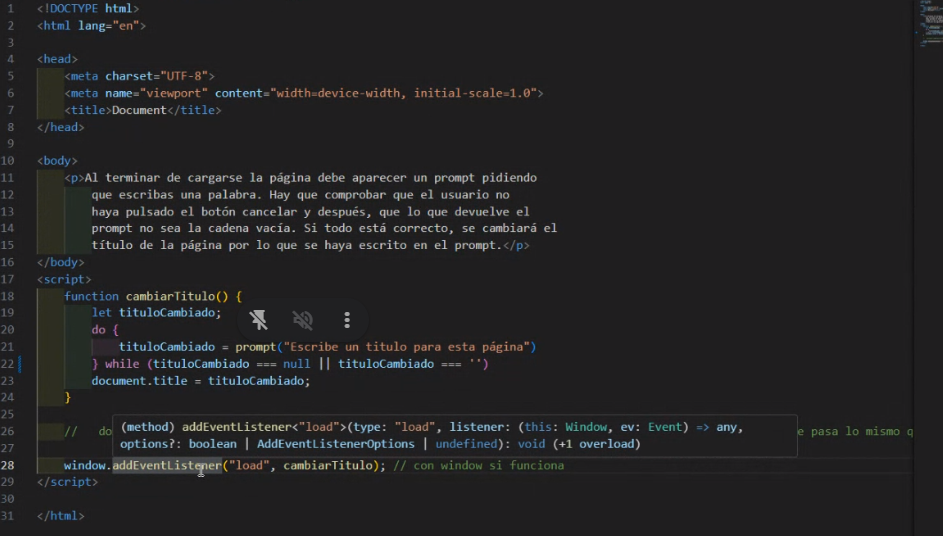 1 <!DOCTYPE html>
2 <html lang="en">
3
4 <head>
5 <meta charset="UTF-8">
6 <meta name="viewport" content="width=device-width, initial-scale=1.0">
7 <title>Document</title>
8 </head>
9
10 <body>
11 <p>Al terminar de cargarse la página debe aparecer un prompt pidiendo
12 que escribas una palabra. Hay que comprobar que el usuario no
13 haya pulsado el botón cancelar y después, que lo que devuelve el
14 prompt no sea la cadena vacía. Si todo está correcto, se cambiará el
15 título de la página por lo que se haya escrito en el prompt.</p>
16 </body>
17 <script>
18 function cambiarTitulo() {
19 let tituloCambiado;
20 do {
21 tituloCambiado = prompt("Escribe un titulo para esta página")
22 } while (tituloCambiado === null || tituloCambiado === '')
23 document.title = tituloCambiado;
24 }
25
(method) addEventListener<"load">(type: "load", listener: (this: Window, ev: Event) => any,
26 // do e pasa lo mismo q
options?: boolean | AddEventListenerOptions | undefined): void (+1 overload)
28 window.addEventListener("load", cambiarTitulo); // con window si funciona
29 </script>
30
31 </html>